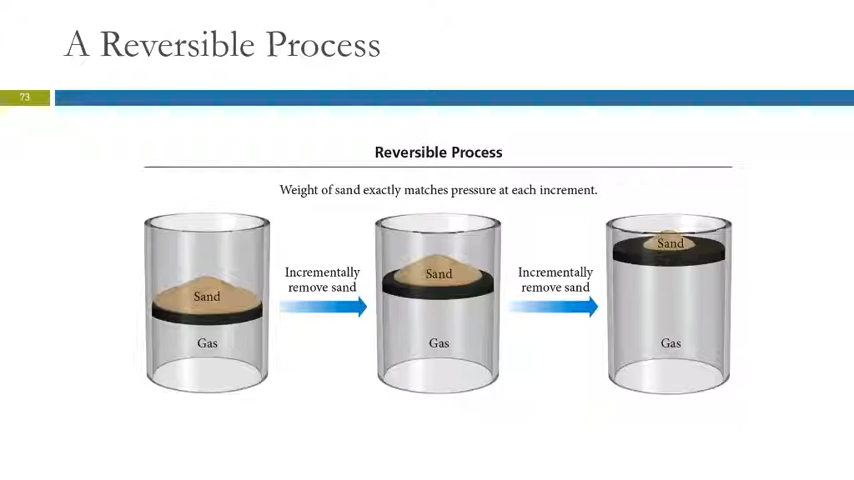 A Reversible Process
73
Reversible Process
Weight of sand exactly matches pressure at each increment.
Sand
Gas
Incrementally
remove sand
Sand
Gas
Incrementally
remove sand
Sand
Gas